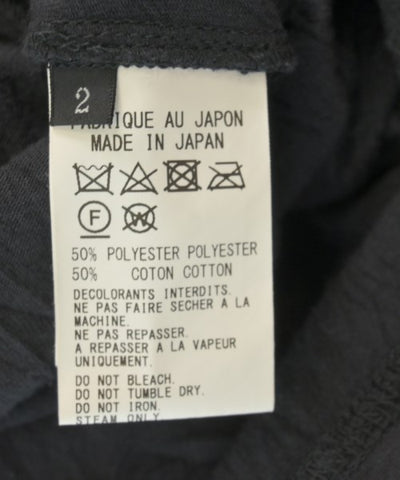 2
FABRIQUE AU JAPON
MADE IN JAPAN
F W
50% POLYESTER POLYESTER
50% COTON COTTON
DECOLORANTS INTERDITS.
NE PAS FAIRE SECHER A LA
MACHINE.
NE PAS REPASSER.
A REPASSER A LA VAPEUR
UNIQUEMENT.
DO NOT BLEACH.
DO NOT TUMBLE DRY.
DO NOT IRON.
STEAM ONLY.